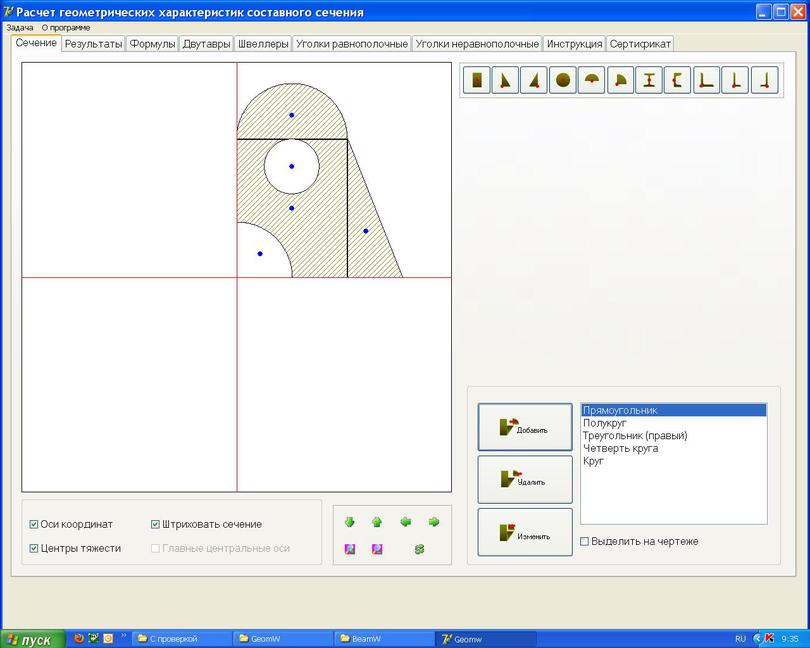 Расчет геометрических характеристик составного сечения
Задача О программе
Сечение Результаты Формулы Двутавры Швеллеры Уголки равнополочные Уголки неравнополочные Инструкция Сертификат
Прямоугольник
Полукруг
Треугольник (правый)
Четверть круга
Круг
Добавить
Удалить
Изменить
Выделить на чертеже
Оси координат
Штриховать сечение
Центры тяжести
Главные центральные оси
пуск
С проверкой
GeomW
BeamW
Geomw
RU
9:35